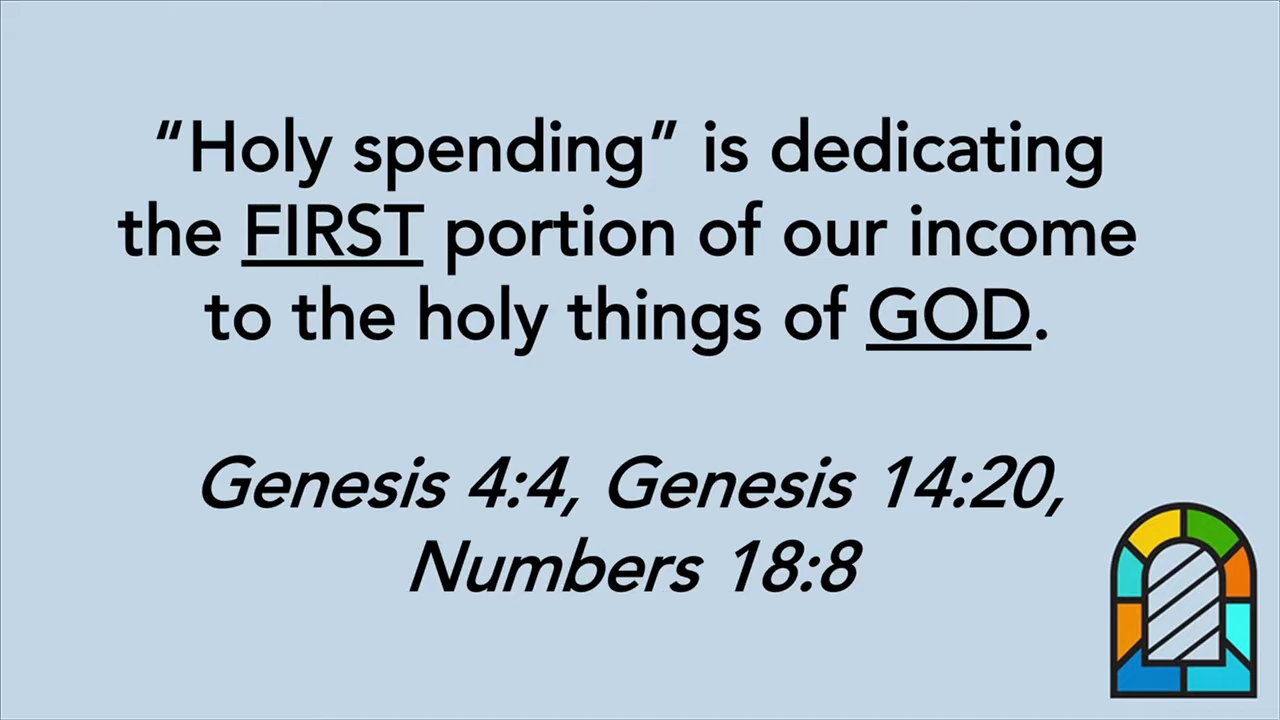 “Holy spending” is dedicating
the FIRST portion of our income
to the holy things of GOD.
Genesis 4:4, Genesis 14:20,
Numbers 18:8